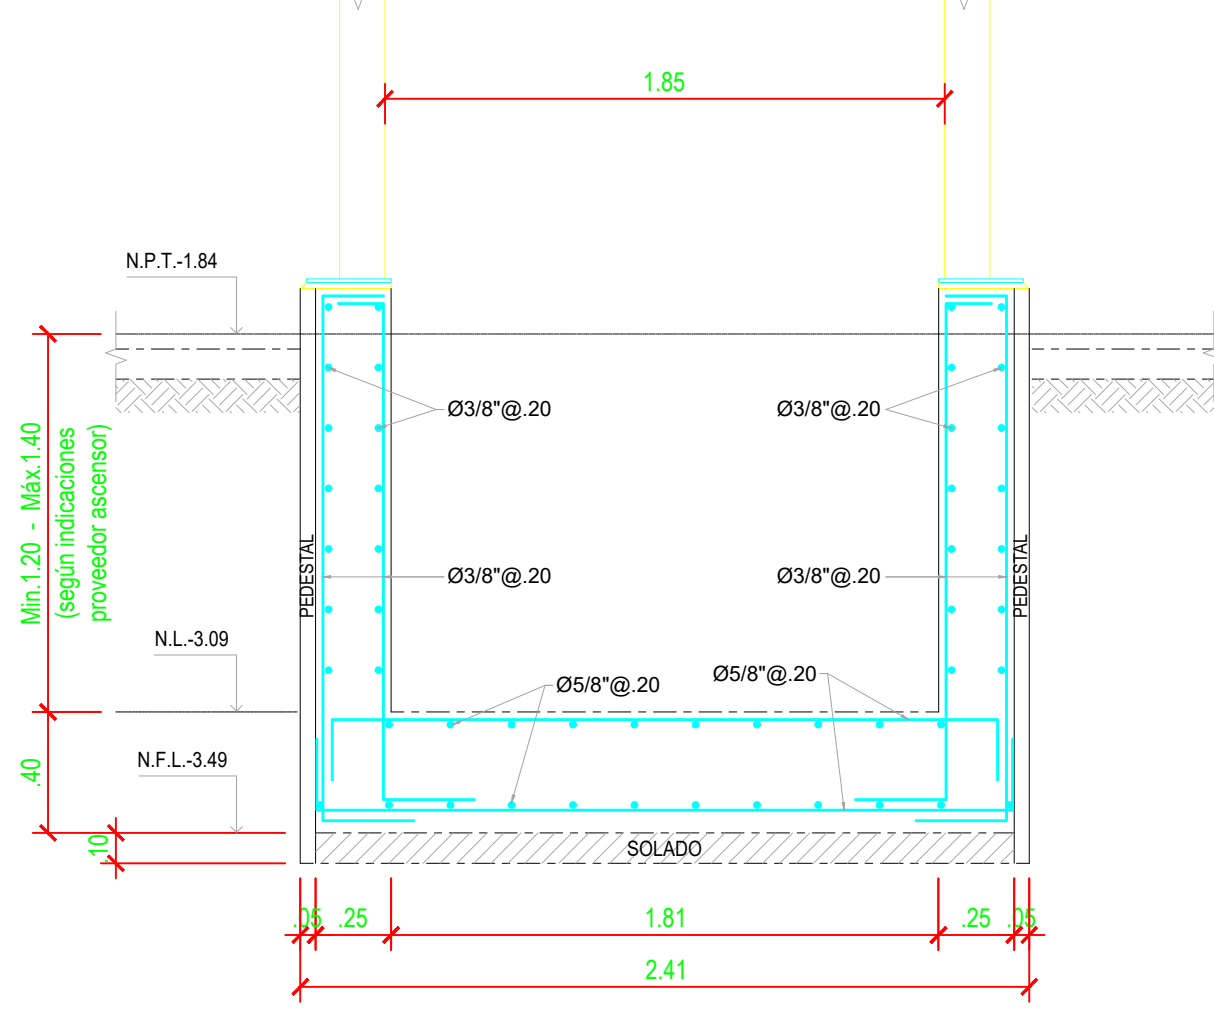 1.85
N.P.T.-1.84
Min.1.20 - Máx.1.40
(según indicaciones
proveedor ascensor)
Ø3/8"@.20
Ø3/8"@.20
PEDESTAL
Ø3/8"@.20
Ø3/8"@.20
PEDESTAL
N.L.-3.09
Ø5/8"@.20
Ø5/8"@.20
.40
N.F.L.-3.49
.10
SOLADO
.05
.25
1.81
.25
.05
2.41